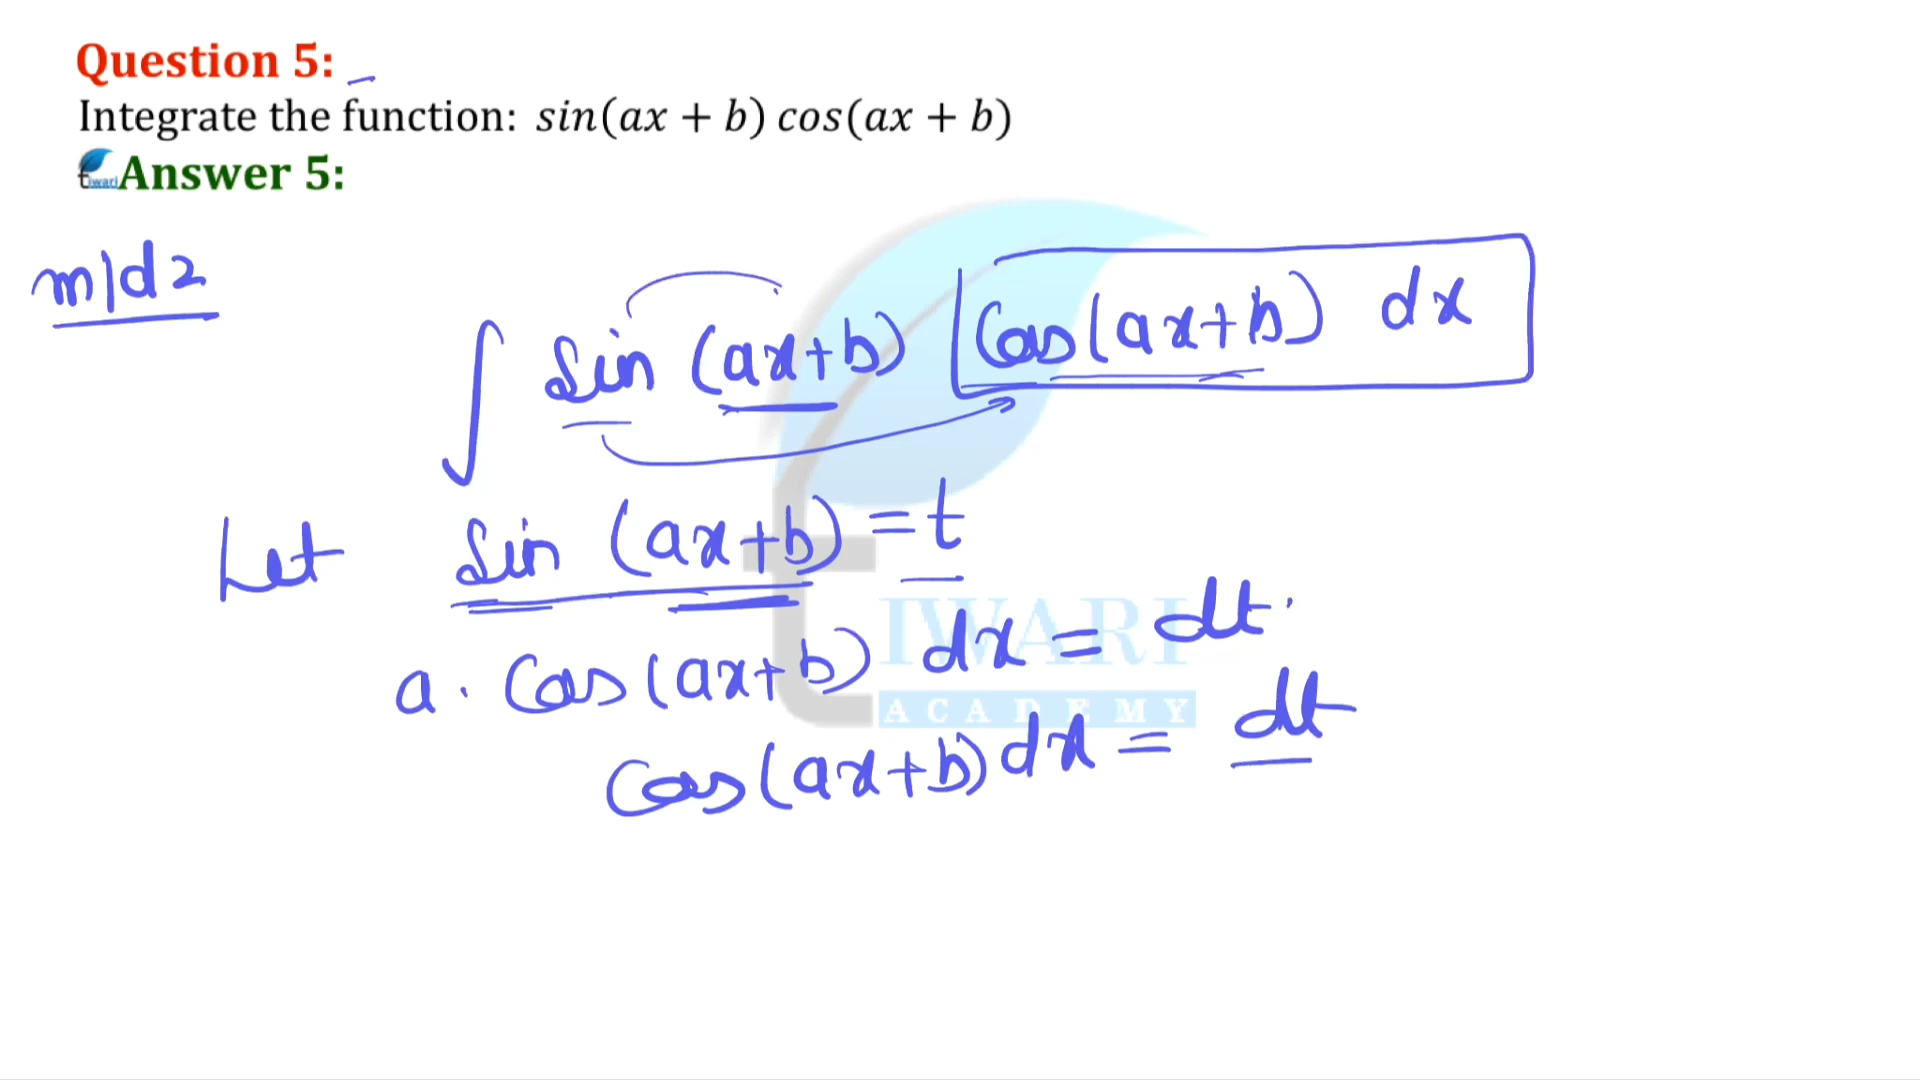 Question 5:
Integrate the function: sin(ax + b) cos(ax + b)
tiwari Answer 5:
m/d 2
∫ sin (ax+b) cos(ax+b) dx
Let sin (ax+b) = t
a . cos(ax+b) dx = dt
cos(ax+b) dx = dt
IWARI
ACADEMY